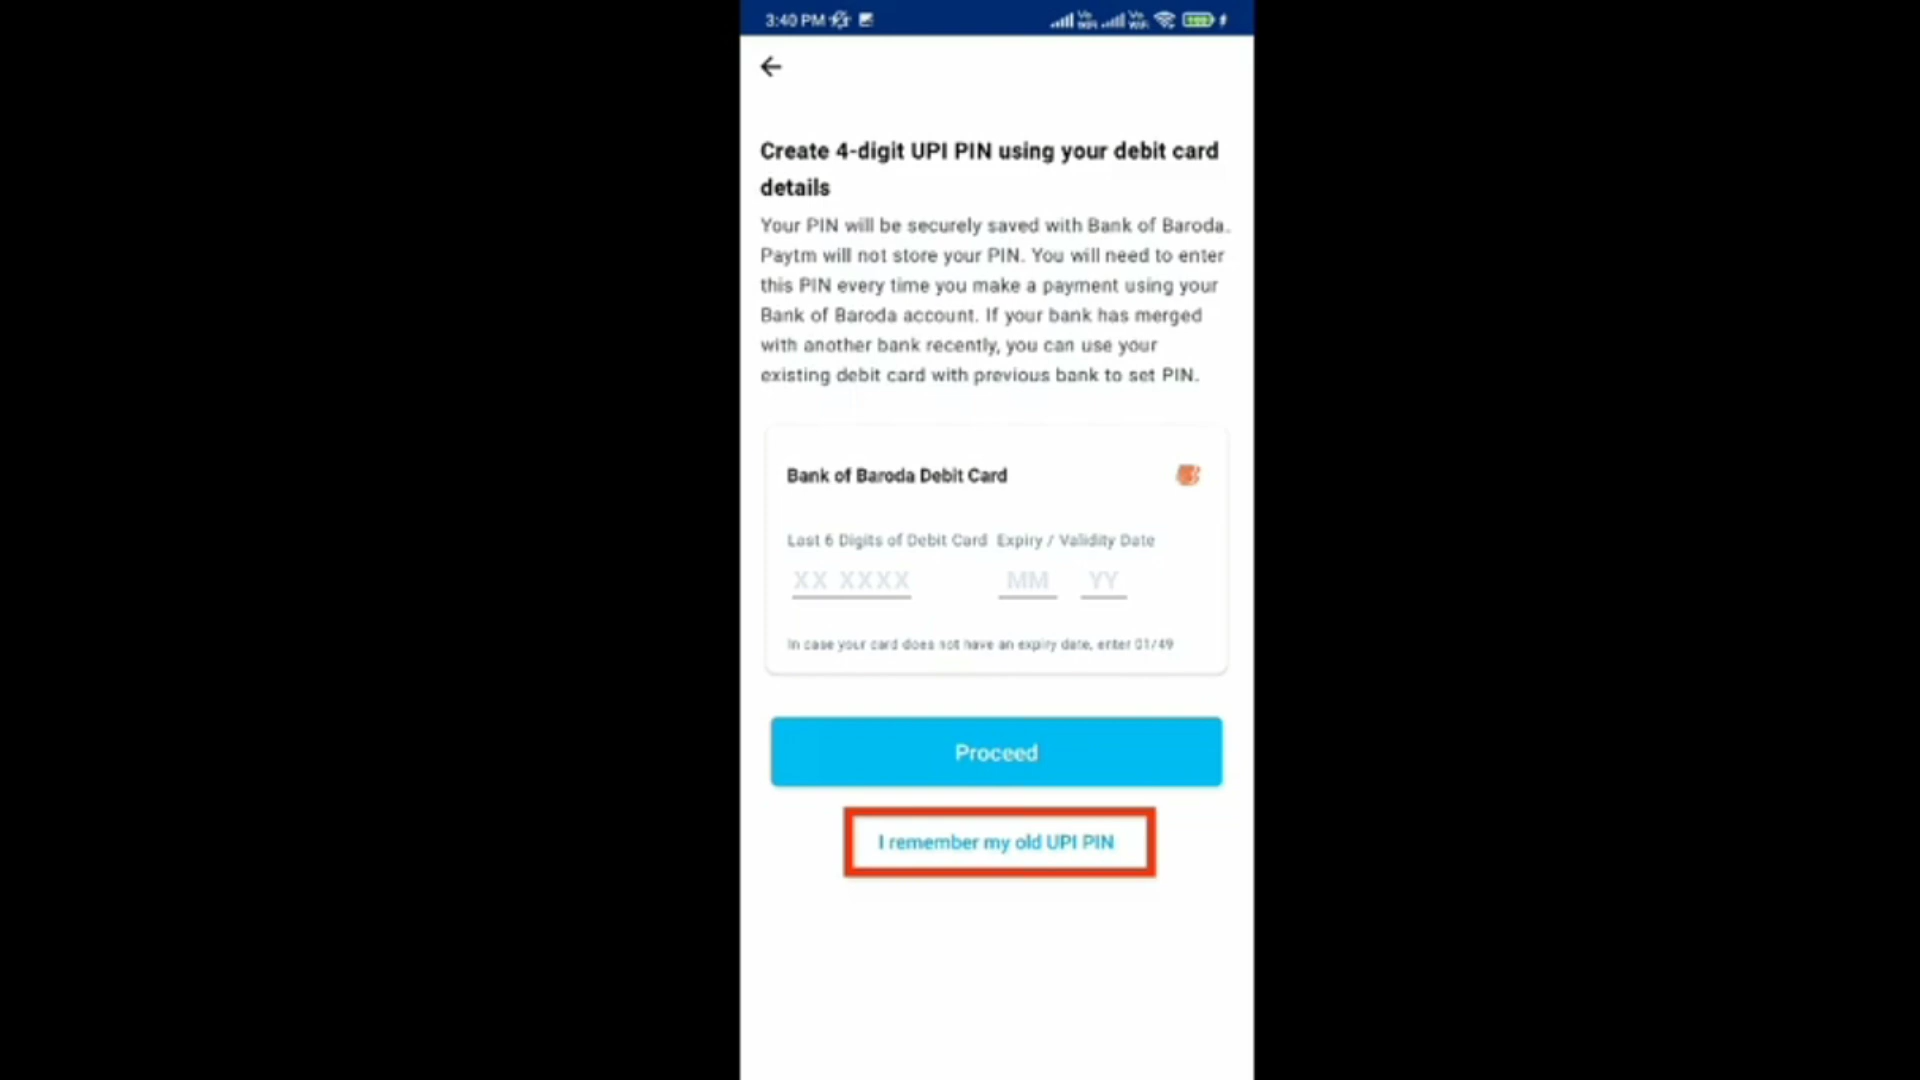 3:40 PM
Create 4-digit UPI PIN using your debit card
details
Your PIN will be securely saved with Bank of Baroda.
Paytm will not store your PIN. You will need to enter
this PIN every time you make a payment using your
Bank of Baroda account. If your bank has merged
with another bank recently, you can use your
existing debit card with previous bank to set PIN.
Bank of Baroda Debit Card
Last 6 Digits of Debit Card Expiry / Validity Date
XX XXXX MM YY
In case your card does not have an expiry date, enter 01/49
Proceed
I remember my old UPI PIN